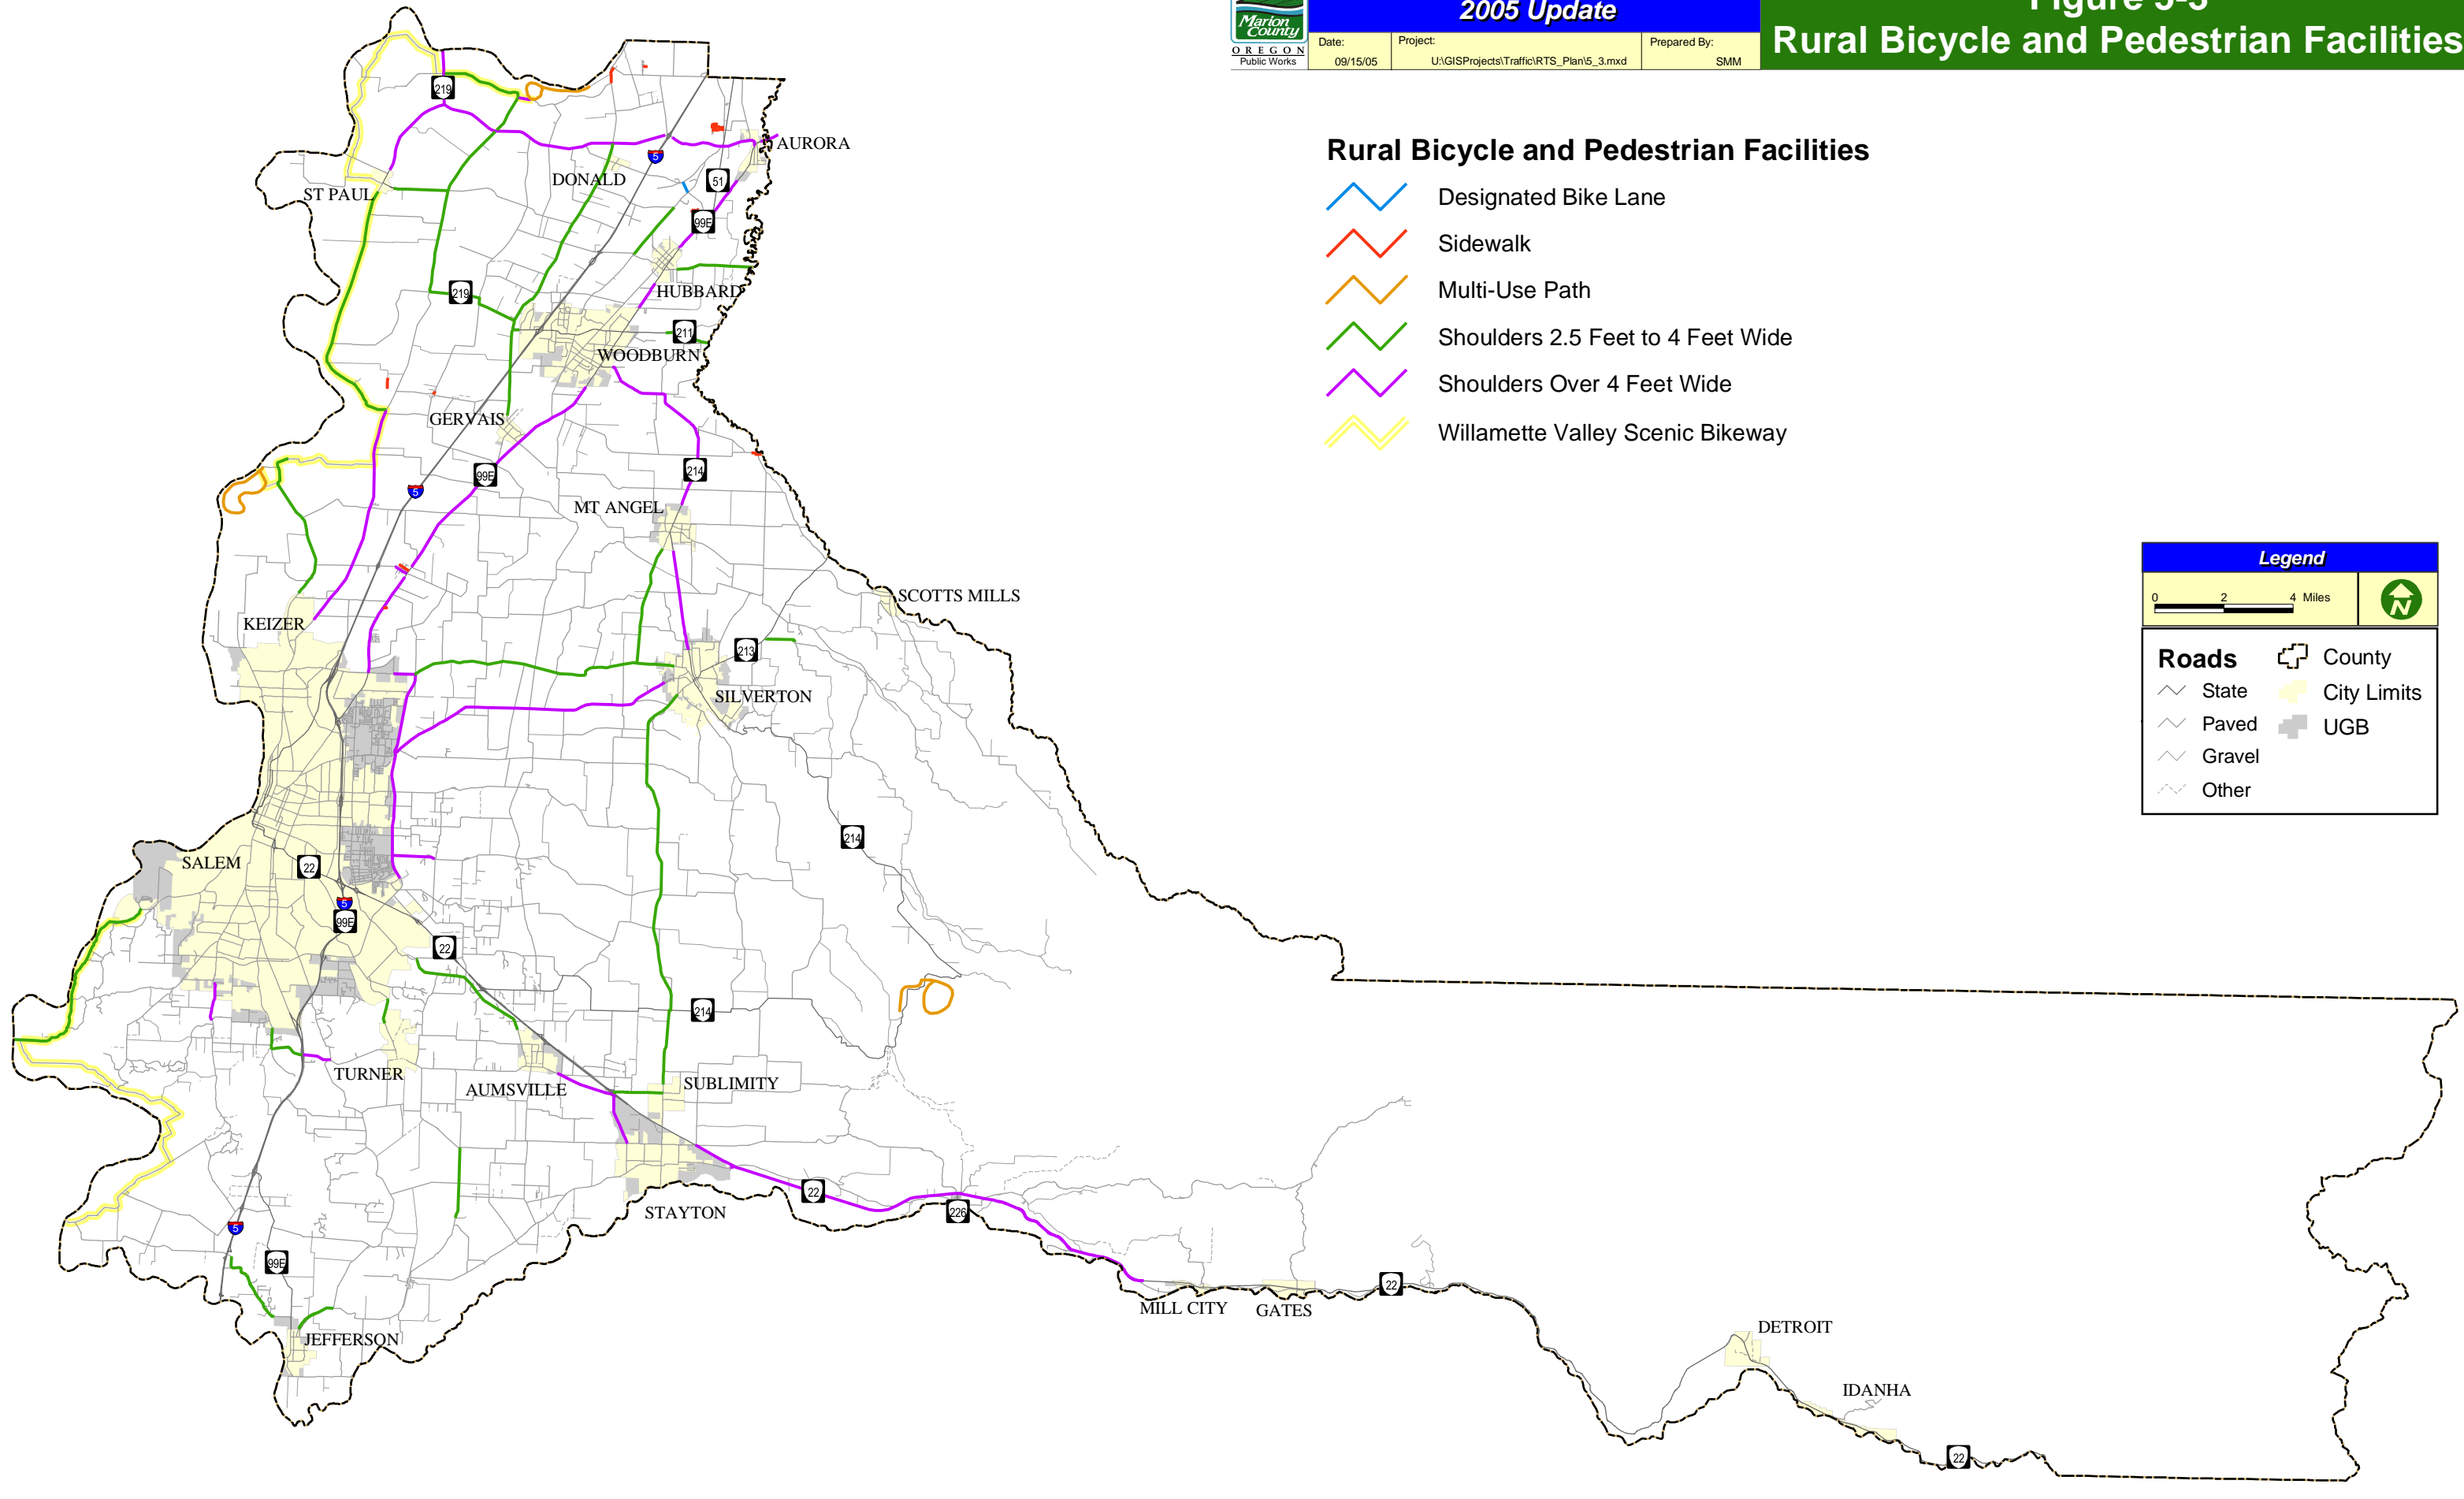 Marion
County
OREGON
Public Works
2005 Update
Date:
09/15/05
Project:
U:\GISProjects\Traffic\RTS_Plan\5_3.mxd
Prepared By:
SMM
Figure 5-3
Rural Bicycle and Pedestrian Facilities
Rural Bicycle and Pedestrian Facilities
Designated Bike Lane
Sidewalk
Multi-Use Path
Shoulders 2.5 Feet to 4 Feet Wide
Shoulders Over 4 Feet Wide
Willamette Valley Scenic Bikeway
Legend
0 2 4 Miles
N
Roads
State
Paved
Gravel
Other
County
City Limits
UGB
219
AURORA
5
DONALD
51
ST PAUL
99E
HUBBARD
219
211
WOODBURN
GERVAIS
99E
214
5
MT ANGEL
SCOTTS MILLS
KEIZER
213
SILVERTON
214
SALEM
22
5
99E
22
214
TURNER
AUMSVILLE
SUBLIMITY
22
STAYTON
226
5
99E
22
MILL CITY
GATES
JEFFERSON
DETROIT
IDANHA
22